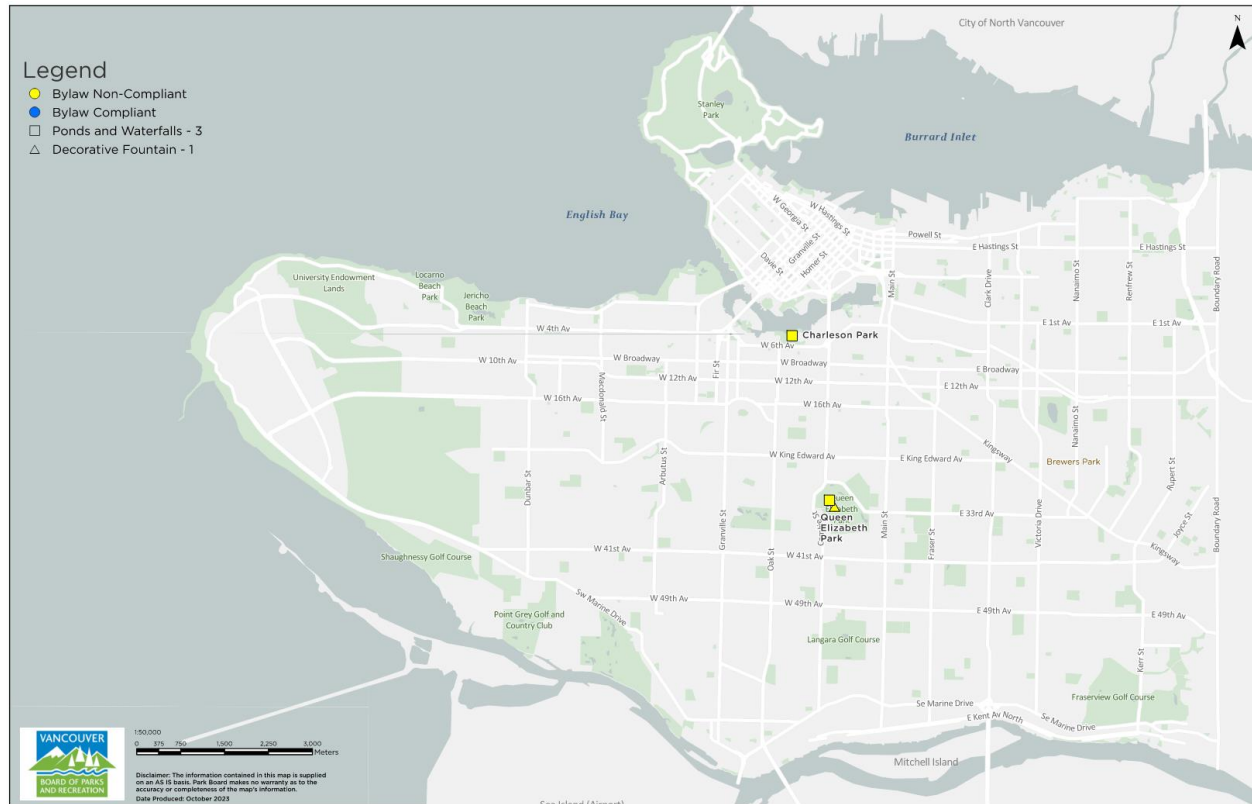 City of North Vancouver
N
Legend
Bylaw Non-Compliant
Bylaw Compliant
Ponds and Waterfalls - 3
Decorative Fountain - 1
Stanley
Park
Burrard Inlet
English Bay
W Georgia St
W Hastings St
Granville St
Davie St
Homer St
Powell St
E Hastings St
E Hastings St
Main St
Clark Drive
Nanaimo St
Renfrew St
Boundary Road
University Endowment
Lands
Locarno
Beach
Park
Jericho
Beach
Park
W 4th Av
Charleson Park
E 1st Av
E 1st Av
W 6th Av
W 10th Av
W Broadway
W Broadway
E Broadway
Fir St
W 12th Av
W 12th Av
E 12th Av
Macdonald St
W 16th Av
W 16th Av
Nanaimo St
Kingsway
W King Edward Av
E King Edward Av
Brewers Park
Dunbar St
Arbutus St
Rupert St
Queen
Elizabeth
Queen
Elizabeth
Park
Granville St
Oak St
Main St
Fraser St
E 33rd Av
Victoria Drive
Joyce St
Boundary Road
Kingsway
W 41st Av
W 41st Av
Shaughnessy Golf Course
W 49th Av
W 49th Av
E 49th Av
E 49th Av
Sw Marine Drive
Point Grey Golf and
Country Club
Langara Golf Course
Kerr St
Fraserview Golf Course
Se Marine Drive
E Kent Av North
Se Marine Drive
Mitchell Island
VANCOUVER
BOARD OF PARKS
AND RECREATION
1:50,000
0 375 750 1,500 2,250 3,000
Meters
Disclaimer: The information contained in this map is supplied
on an AS IS basis. Park Board makes no warranty as to the
accuracy or completeness of the map's information.
Date Produced: October 2023
Sea Island (Airport)